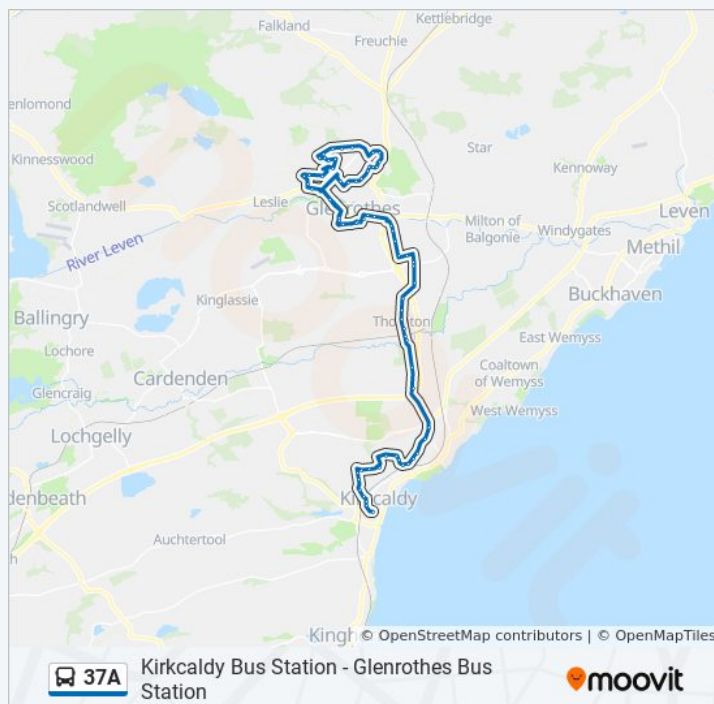 Kettlebridge
Falkland
Freuchie
enlomond
Kinnesswood
Star
Kennoway
Scotlandwell
Leslie
Glenrothes
Leven
Milton of
Balgonie
Windygates
River Leven
Methil
Kinglassie
Buckhaven
Ballingry
Thornton
Lochore
East Wemyss
Cardenden
Coaltown
of Wemyss
Glencraig
West Wemyss
Lochgelly
denbeath
Kirkcaldy
Auchtertool
h
Kingh
© OpenStreetMap contributors | © OpenMapTiles
37A
Kirkcaldy Bus Station - Glenrothes Bus
Station
moovit